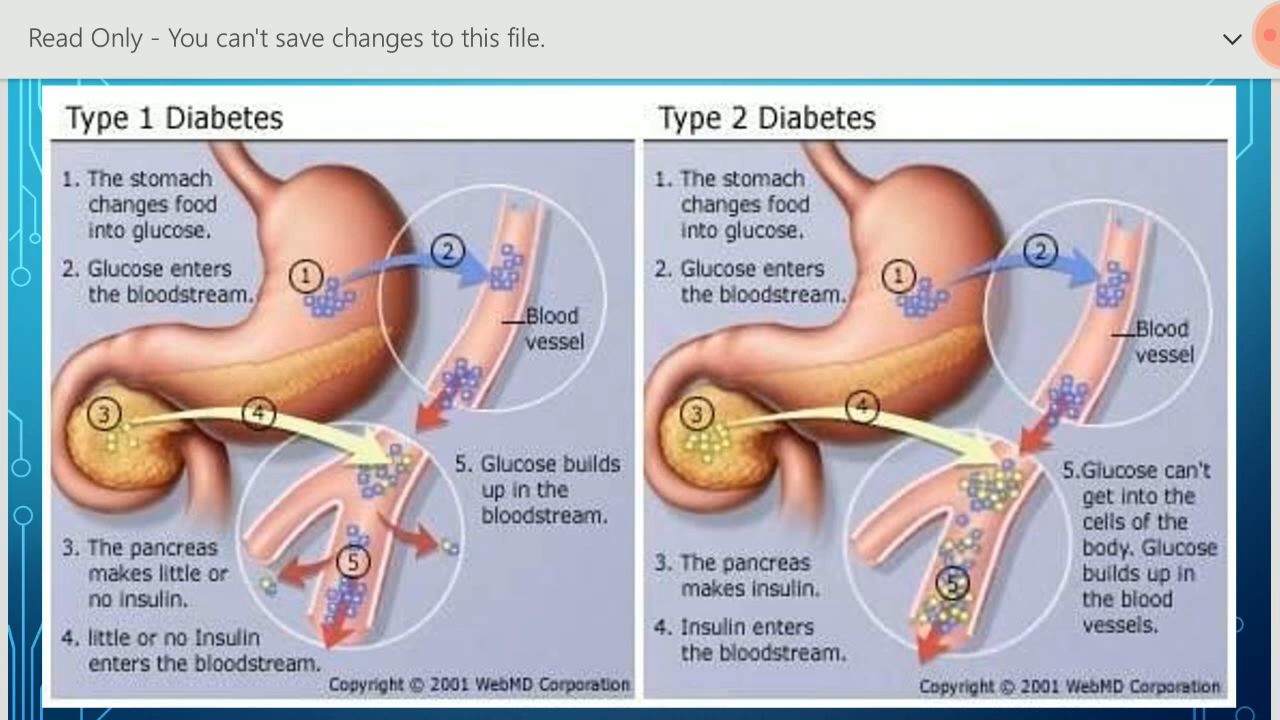 Read Only - You can't save changes to this file.
Type 1 Diabetes
1. The stomach
changes food
into glucose.
2. Glucose enters
the bloodstream.
1
2
Blood
vessel
3
4
5. Glucose builds
up in the
bloodstream.
5
3. The pancreas
makes little or
no insulin.
4. little or no Insulin
enters the bloodstream.
Copyright © 2001 WebMD Corporation
Type 2 Diabetes
1. The stomach
changes food
into glucose.
2. Glucose enters
the bloodstream.
1
2
Blood
vessel
3
4
5.Glucose can't
get into the
cells of the
body. Glucose
builds up in
the blood
vessels.
5
3. The pancreas
makes insulin.
4. Insulin enters
the bloodstream.
Copyright © 2001 WebMD Corporation